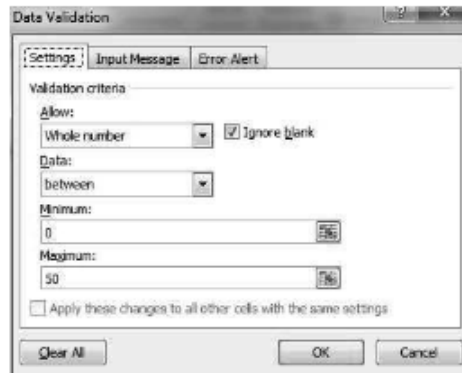 Data Validation
Settings Input Message Error Alert
Validation criteria
Allow:
Whole number Ignore blank
Data:
between
Minimum:
0
Maximum:
50
Apply these changes to all other cells with the same settings
Clear All OK Cancel